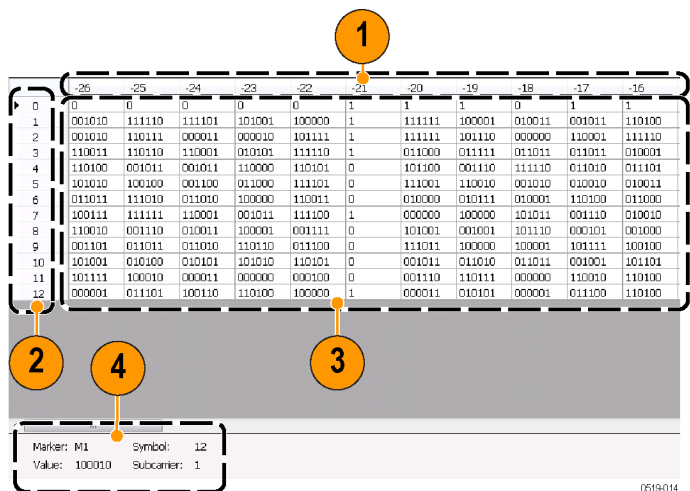 1
-26 -25 -24 -23 -22 -21 -20 -19 -18 -17 -16
0 0 0 0 0 0 1 1 0 1 1
1 001010 111110 111101 101001 100000 1 111111 100001 010011 001011 110100
2 001010 110111 000011 000010 101111 1 111111 101110 000000 110001 111110
3 110011 110110 110001 010101 111110 1 011000 011111 011011 011011 010001
4 110100 001011 001011 110000 110101 0 101100 001110 111110 011010 011101
5 101010 100100 001100 011000 111101 0 111001 110010 001010 010010 010011
6 011011 111010 011010 100000 110011 0 010000 010111 010001 110100 011000
7 100111 111111 110001 001011 111100 1 000000 100000 101011 001110 010010
8 110010 001110 010011 100001 001111 0 101001 001001 101110 000101 001000
9 001101 011011 011010 110110 011100 0 111011 100000 100001 101111 100100
10 101001 010100 010101 101010 110101 0 001011 011010 011011 001001 101101
11 101111 100010 000011 000000 000100 0 001110 110111 000000 110010 110100
12 000001 011101 100110 110100 100000 1 000011 010101 000001 011100 110100
2 4 3
Marker: M1 Symbol: 12
Value: 100010 Subcarrier: 1
0519-014